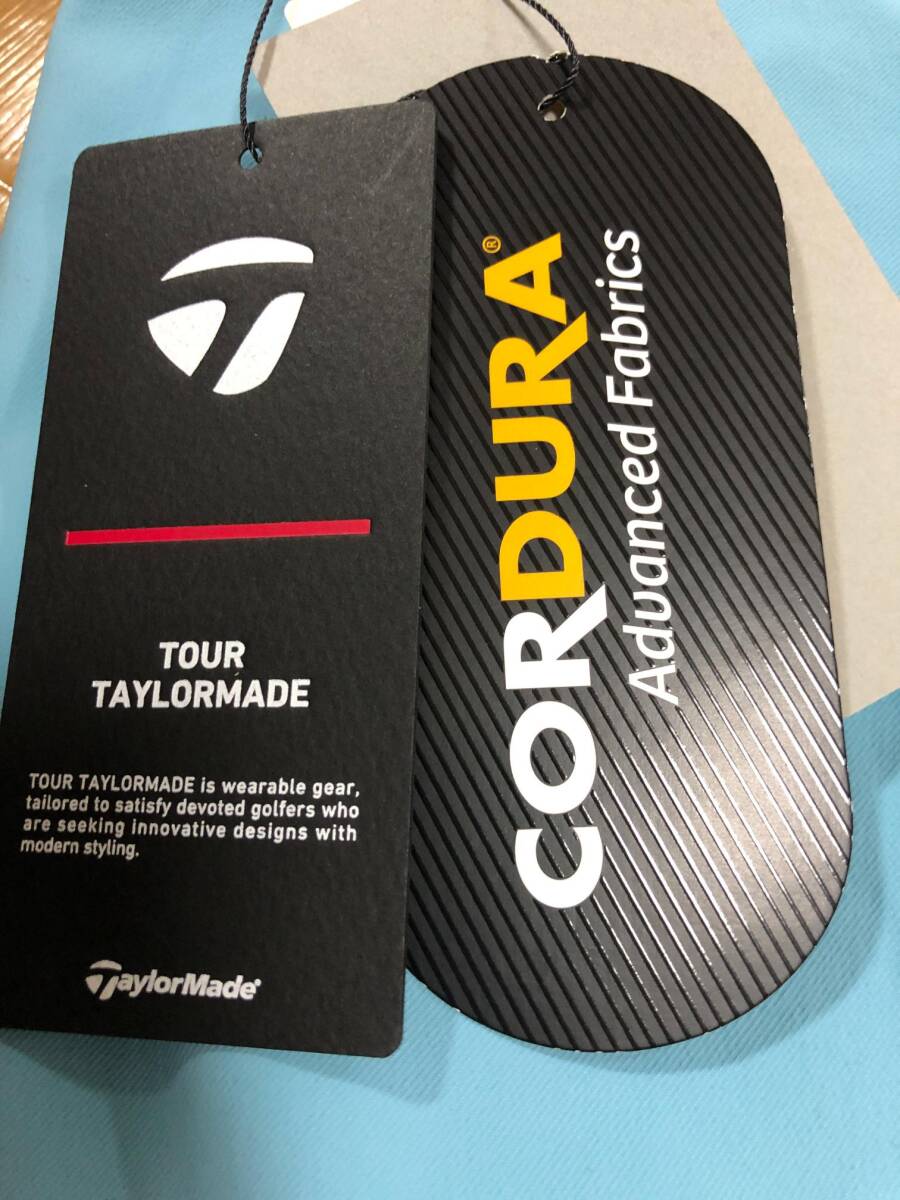 TOUR
TAYLORMADE
TOUR TAYLORMADE is wearable gear,
tailored to satisfy devoted golfers who
are seeking innovative designs with
modern styling.
TaylorMade®
CORDURA®
Advanced Fabrics